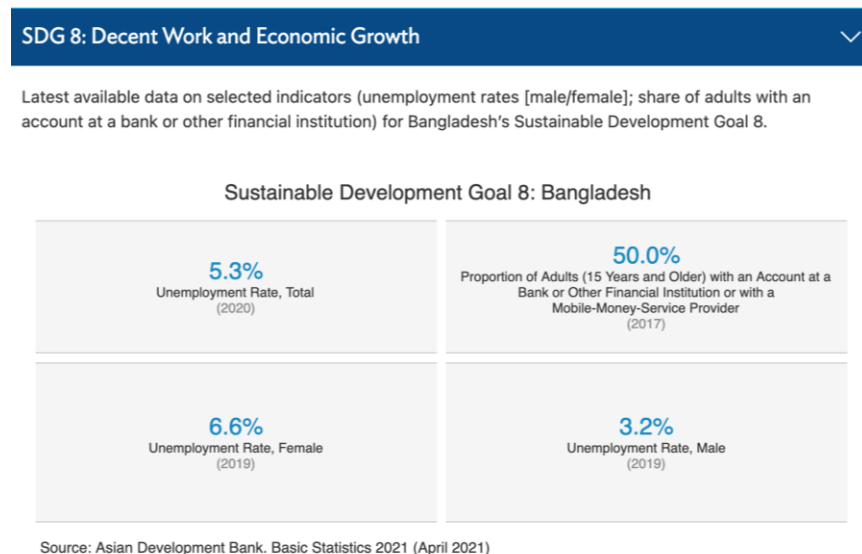 SDG 8: Decent Work and Economic Growth
Latest available data on selected indicators (unemployment rates [male/female]; share of adults with an
account at a bank or other financial institution) for Bangladesh's Sustainable Development Goal 8.
Sustainable Development Goal 8: Bangladesh
5.3%
Unemployment Rate, Total
(2020)
50.0%
Proportion of Adults (15 Years and Older) with an Account at a
Bank or Other Financial Institution or with a
Mobile-Money-Service Provider
(2017)
6.6%
Unemployment Rate, Female
(2019)
3.2%
Unemployment Rate, Male
(2019)
Source: Asian Development Bank. Basic Statistics 2021 (April 2021)